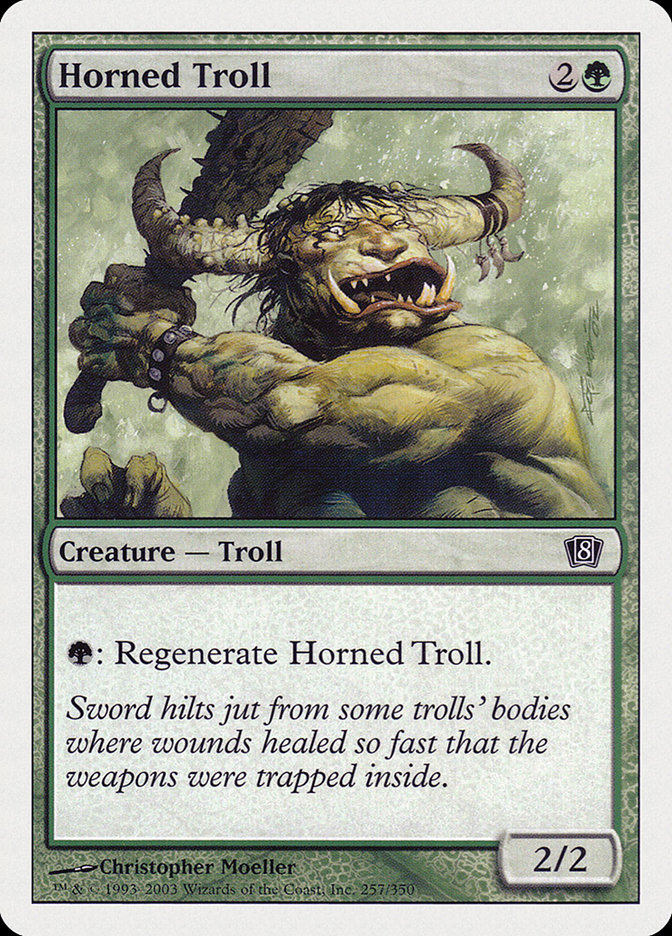 Horned Troll 2
Creature — Troll 8
: Regenerate Horned Troll.
Sword hilts jut from some trolls’ bodies
where wounds healed so fast that the
weapons were trapped inside.
2/2
Christopher Moeller
™ & © 1993–2003 Wizards of the Coast, Inc. 257/350